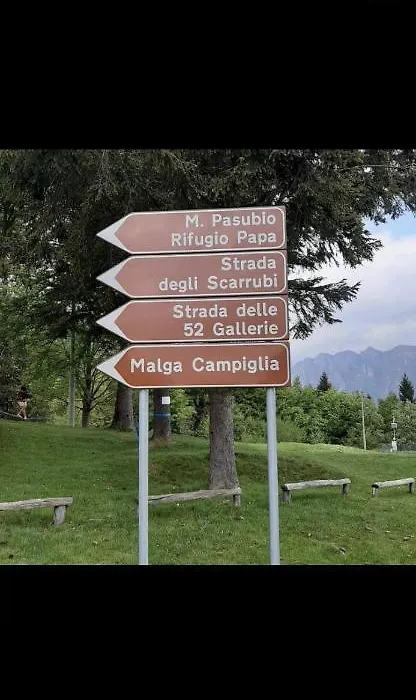 M. Pasubio
Rifugio Papa
Strada
degli Scarrubi
Strada delle
52 Gallerie
Malga Campiglia